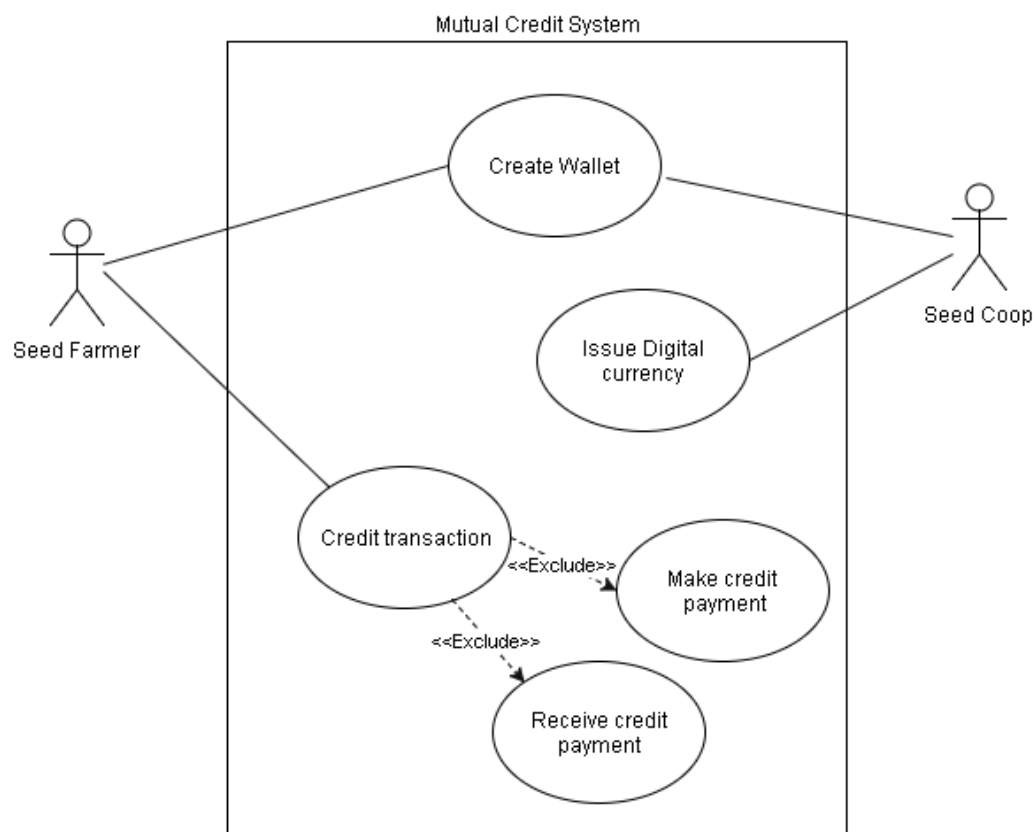 Mutual Credit System
Create Wallet
Seed Farmer
Seed Coop
Issue Digital
currency
Credit transaction
<<Exclude>>
Make credit
payment
<<Exclude>>
Receive credit
payment